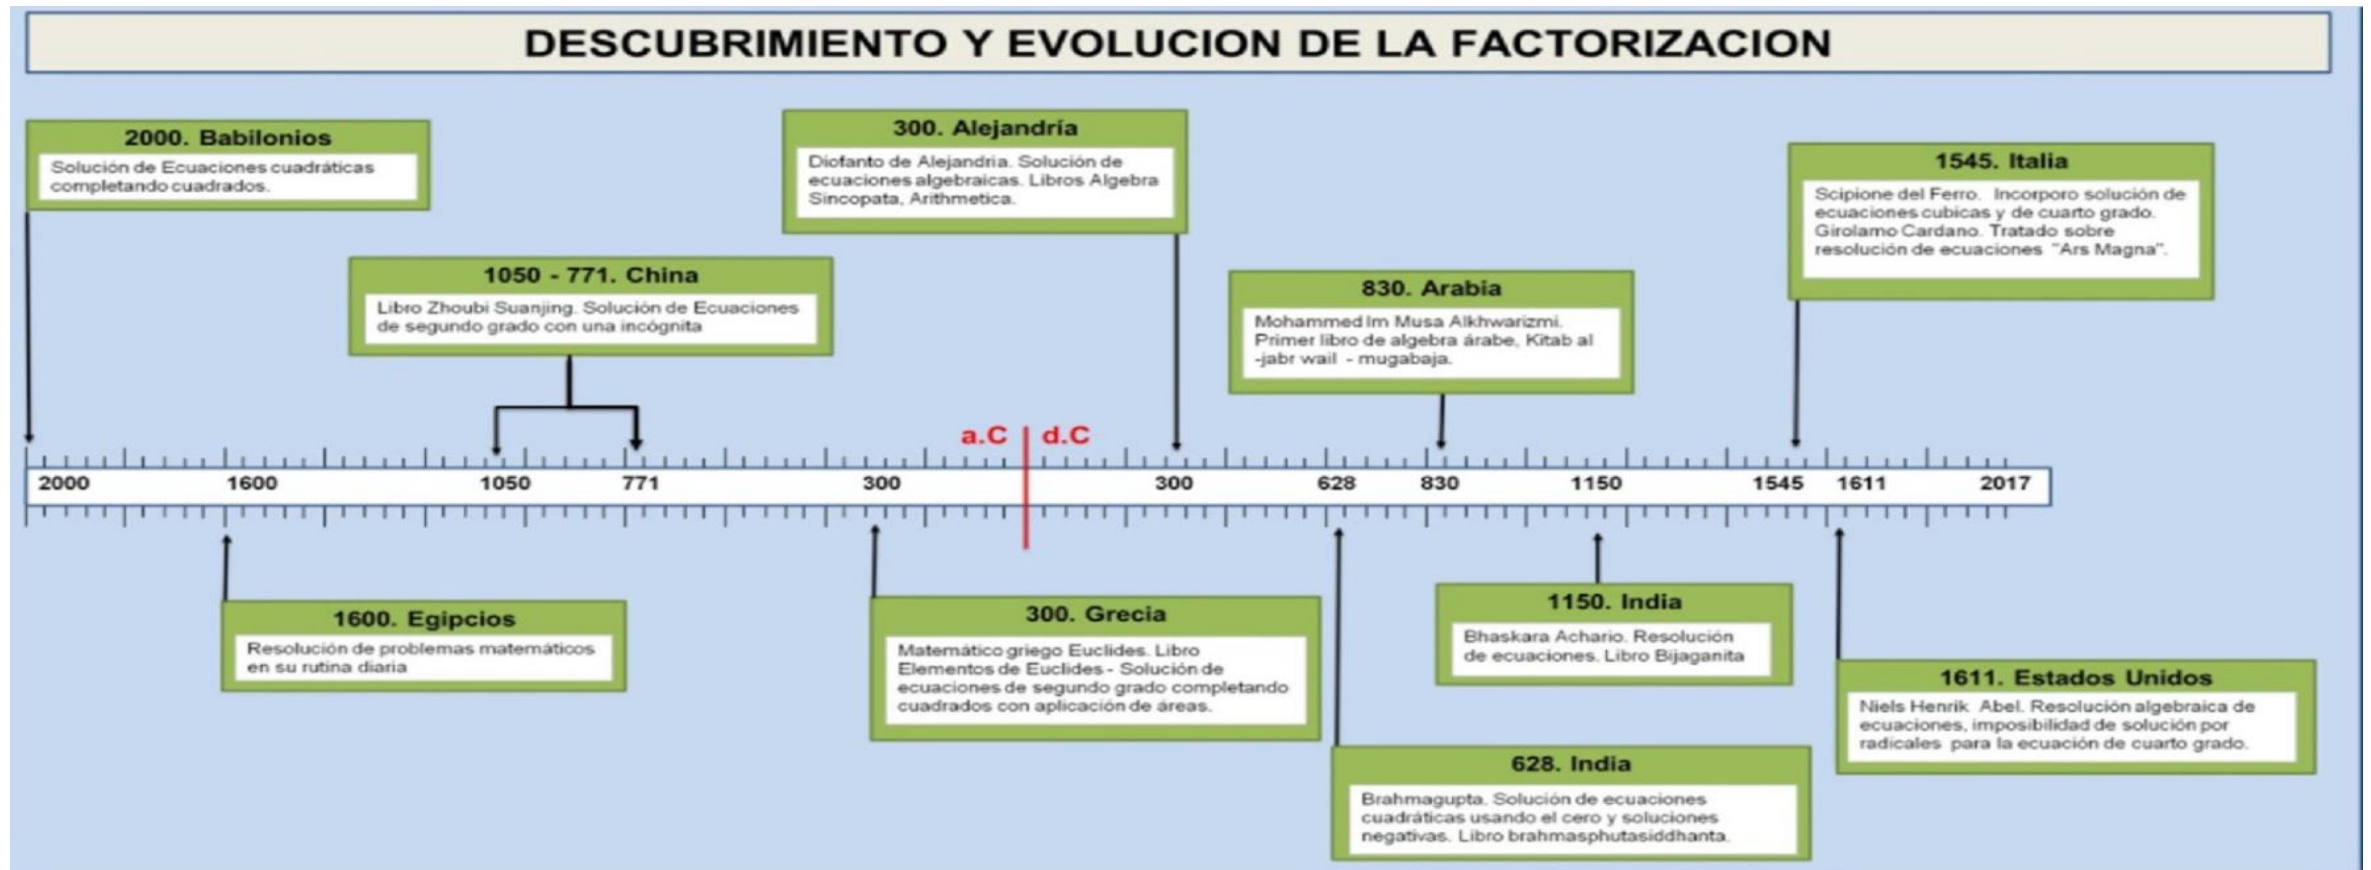 DESCUBRIMIENTO Y EVOLUCION DE LA FACTORIZACION
2000. Babilonios
Solución de Ecuaciones cuadráticas
completando cuadrados.
1050 - 771. China
Libro Zhoubi Suanjing. Solución de Ecuaciones
de segundo grado con una incógnita
300. Alejandría
Diofanto de Alejandria. Solución de
ecuaciones algebraicas. Libros Algebra
Sincopata, Arithmetica.
830. Arabia
Mohammed Im Musa Alkhwarizmi.
Primer libro de algebra árabe, Kitab al
-jabr wail - mugabaja.
1545. Italia
Scipione del Ferro. Incorporo solución de
ecuaciones cubicas y de cuarto grado.
Girolamo Cardano. Tratado sobre
resolución de ecuaciones "Ars Magna".
a.C d.C
2000 1600 1050 771 300 300 628 830 1150 1545 1611 2017
1600. Egipcios
Resolución de problemas matemáticos
en su rutina diaria
300. Grecia
Matemático griego Euclides. Libro
Elementos de Euclides - Solución de
ecuaciones de segundo grado completando
cuadrados con aplicación de áreas.
1150. India
Bhaskara Achario. Resolución
de ecuaciones. Libro Bijaganita
1611. Estados Unidos
Niels Henrik Abel. Resolución algebraica de
ecuaciones, imposibilidad de solución por
radicales para la ecuación de cuarto grado.
628. India
Brahmagupta. Solución de ecuaciones
cuadráticas usando el cero y soluciones
negativas. Libro brahmasphutasiddhanta.